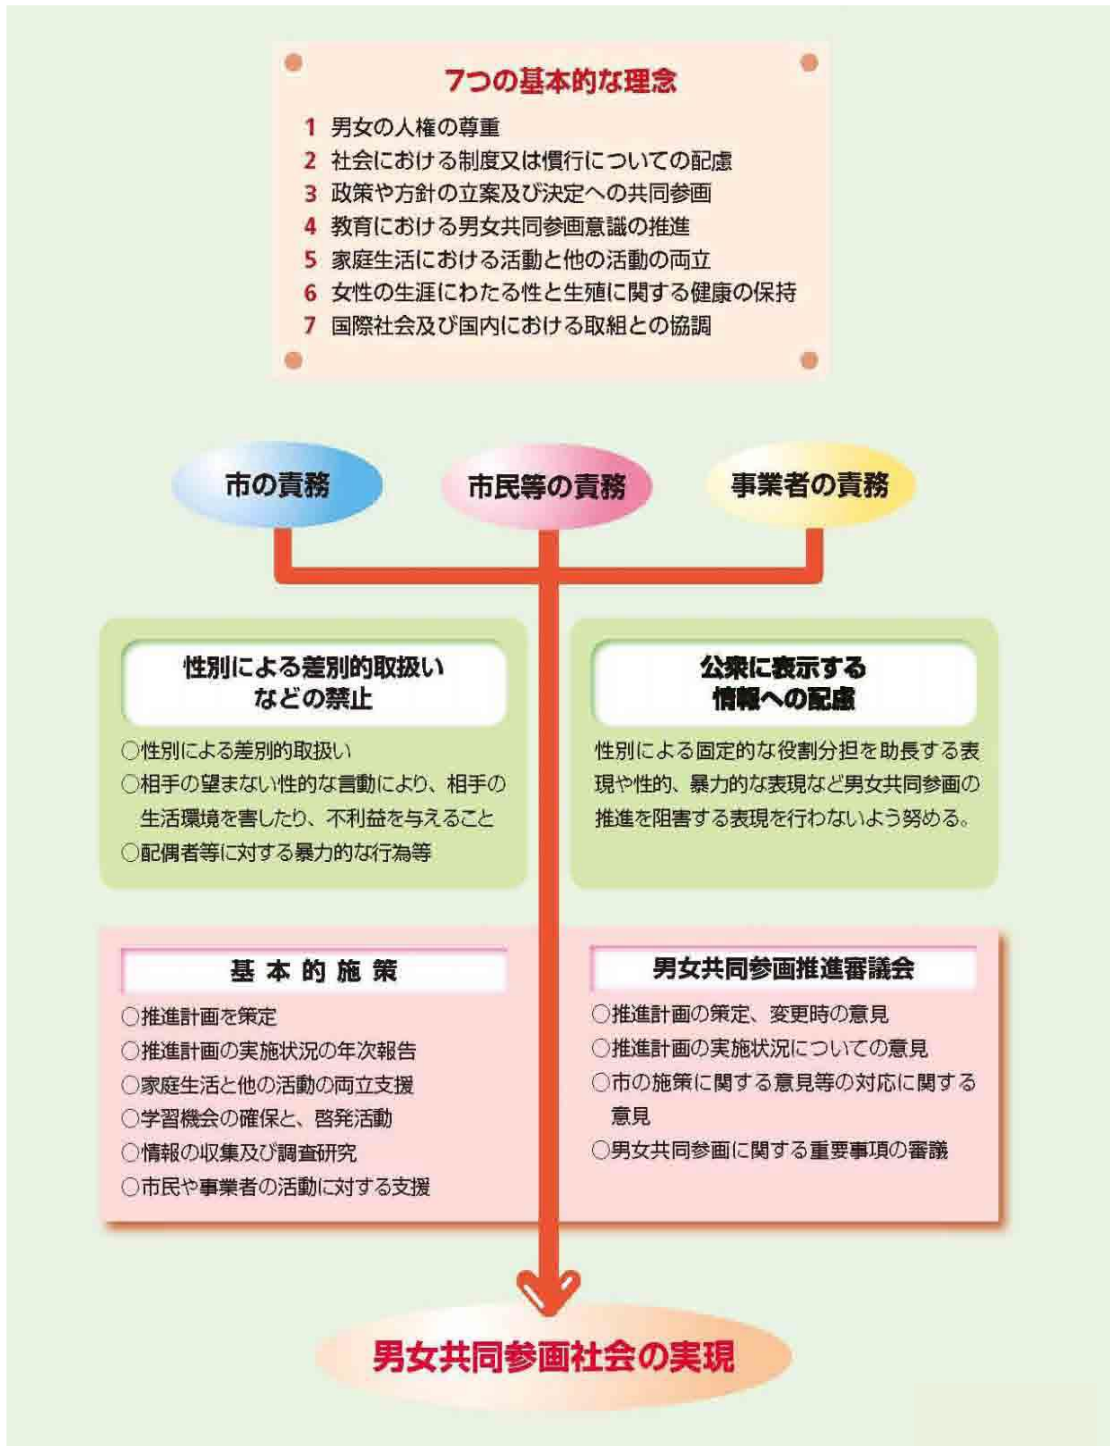 7つの基本的な理念
1 男女の人権の尊重
2 社会における制度又は慣行についての配慮
3 政策や方針の立案及び決定への共同参画
4 教育における男女共同参画意識の推進
5 家庭生活における活動と他の活動の両立
6 女性の生涯にわたる性と生殖に関する健康の保持
7 国際社会及び国内における取組との協調
市の責務
市民等の責務
事業者の責務
性別による差別的取扱い
などの禁止
○性別による差別的取扱い
○相手の望まない性的な言動により、相手の
生活環境を害したり、不利益を与えること
○配偶者等に対する暴力的な行為等
公衆に表示する
情報への配慮
性別による固定的な役割分担を助長する表
現や性的、暴力的な表現など男女共同参画の
推進を阻害する表現を行わないよう努める。
基本的施策
○推進計画を策定
○推進計画の実施状況の年次報告
○家庭生活と他の活動の両立支援
○学習機会の確保と、啓発活動
○情報の収集及び調査研究
○市民や事業者の活動に対する支援
男女共同参画推進審議会
○推進計画の策定、変更時の意見
○推進計画の実施状況についての意見
○市の施策に関する意見等の対応に関する
意見
○男女共同参画に関する重要事項の審議
男女共同参画社会の実現